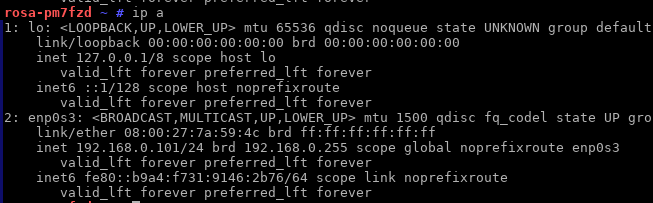 rosa-pm7fzd ~ # ip a
1: lo: <LOOPBACK,UP,LOWER_UP> mtu 65536 qdisc noqueue state UNKNOWN group default
link/loopback 00:00:00:00:00:00 brd 00:00:00:00:00:00
inet 127.0.0.1/8 scope host lo
valid_lft forever preferred_lft forever
inet6 ::1/128 scope host noprefixroute
valid_lft forever preferred_lft forever
2: enp0s3: <BROADCAST,MULTICAST,UP,LOWER_UP> mtu 1500 qdisc fq_codel state UP gro
link/ether 08:00:27:7a:59:4c brd ff:ff:ff:ff:ff:ff
inet 192.168.0.101/24 brd 192.168.0.255 scope global noprefixroute enp0s3
valid_lft forever preferred_lft forever
inet6 fe80::b9a4:f731:9146:2b76/64 scope link noprefixroute
valid_lft forever preferred_lft forever